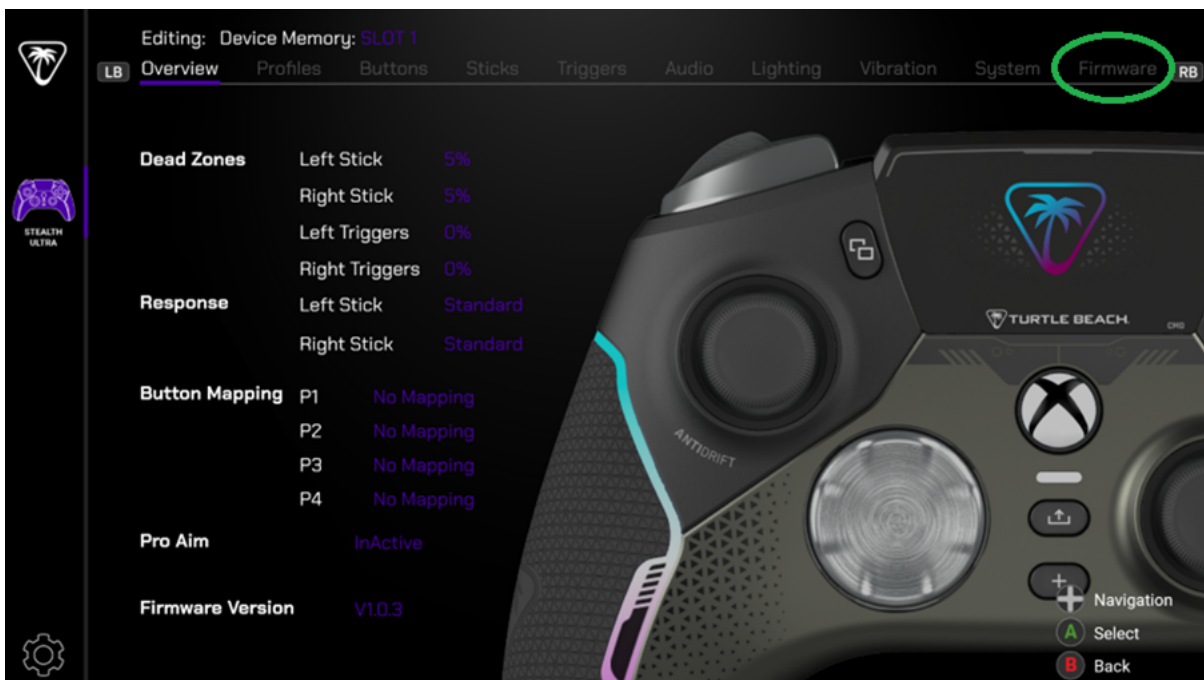 Editing: Device Memory: SLOT 1
LB Overview Profiles Buttons Sticks Triggers Audio Lighting Vibration System Firmware RB
STEALTH
ULTRA
Dead Zones Left Stick 5%
Right Stick 5%
Left Triggers 0%
Right Triggers 0%
Response Left Stick Standard
Right Stick Standard
Button Mapping P1 No Mapping
P2 No Mapping
P3 No Mapping
P4 No Mapping
Pro Aim InActive
Firmware Version V1.0.3
TURTLE BEACH
CMD
ANTIDRIFT
Navigation
A Select
B Back